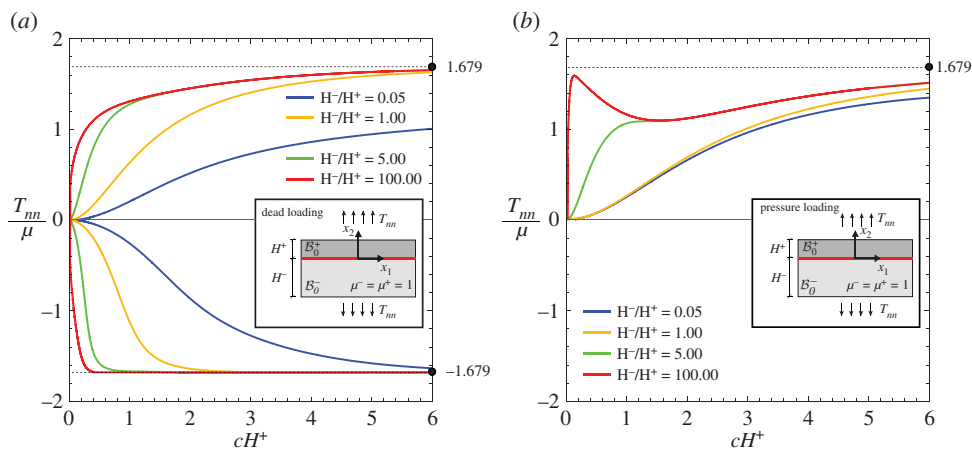 (a)
(b)
2
1
0
−1
−2
T_nn/μ
0 1 2 3 4 5 6
cH⁺
1.679
−1.679
H⁻/H⁺ = 0.05
H⁻/H⁺ = 1.00
H⁻/H⁺ = 5.00
H⁻/H⁺ = 100.00
dead loading
T_nn
x₂
H⁺
B₀⁺
x₁
H⁻
B₀⁻
μ⁻ = μ⁺ = 1
T_nn
2
1
0
−1
−2
T_nn/μ
0 1 2 3 4 5 6
cH⁺
1.679
pressure loading
T_nn
x₂
H⁺
B₀⁺
x₁
H⁻
B₀⁻
μ⁻ = μ⁺ = 1
T_nn
H⁻/H⁺ = 0.05
H⁻/H⁺ = 1.00
H⁻/H⁺ = 5.00
H⁻/H⁺ = 100.00